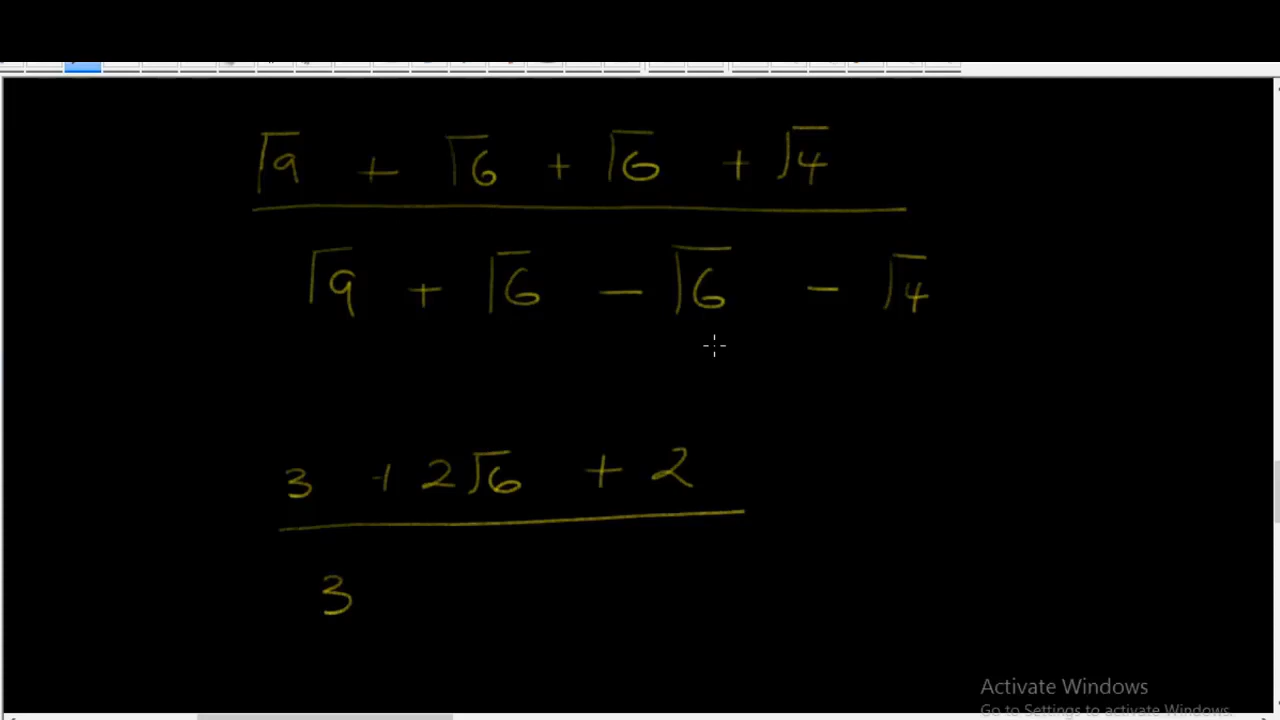 √9 + √6 + √6 + √4
√9 + √6 - √6 - √4
3 + 2√6 + 2
3
Activate Windows
Go to Settings to activate Windows.